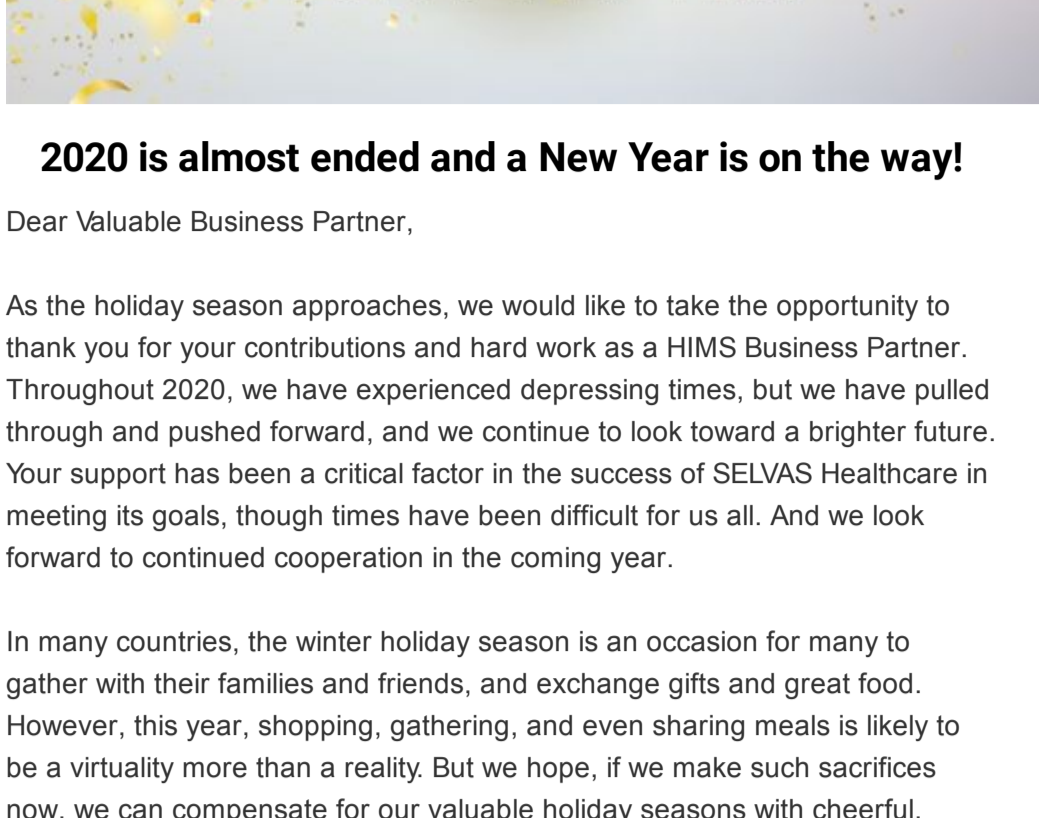 2020 is almost ended and a New Year is on the way!
Dear Valuable Business Partner,
As the holiday season approaches, we would like to take the opportunity to
thank you for your contributions and hard work as a HIMS Business Partner.
Throughout 2020, we have experienced depressing times, but we have pulled
through and pushed forward, and we continue to look toward a brighter future.
Your support has been a critical factor in the success of SELVAS Healthcare in
meeting its goals, though times have been difficult for us all. And we look
forward to continued cooperation in the coming year.
In many countries, the winter holiday season is an occasion for many to
gather with their families and friends, and exchange gifts and great food.
However, this year, shopping, gathering, and even sharing meals is likely to
be a virtuality more than a reality. But we hope, if we make such sacrifices
now, we can compensate for our valuable holiday seasons with cheerful,